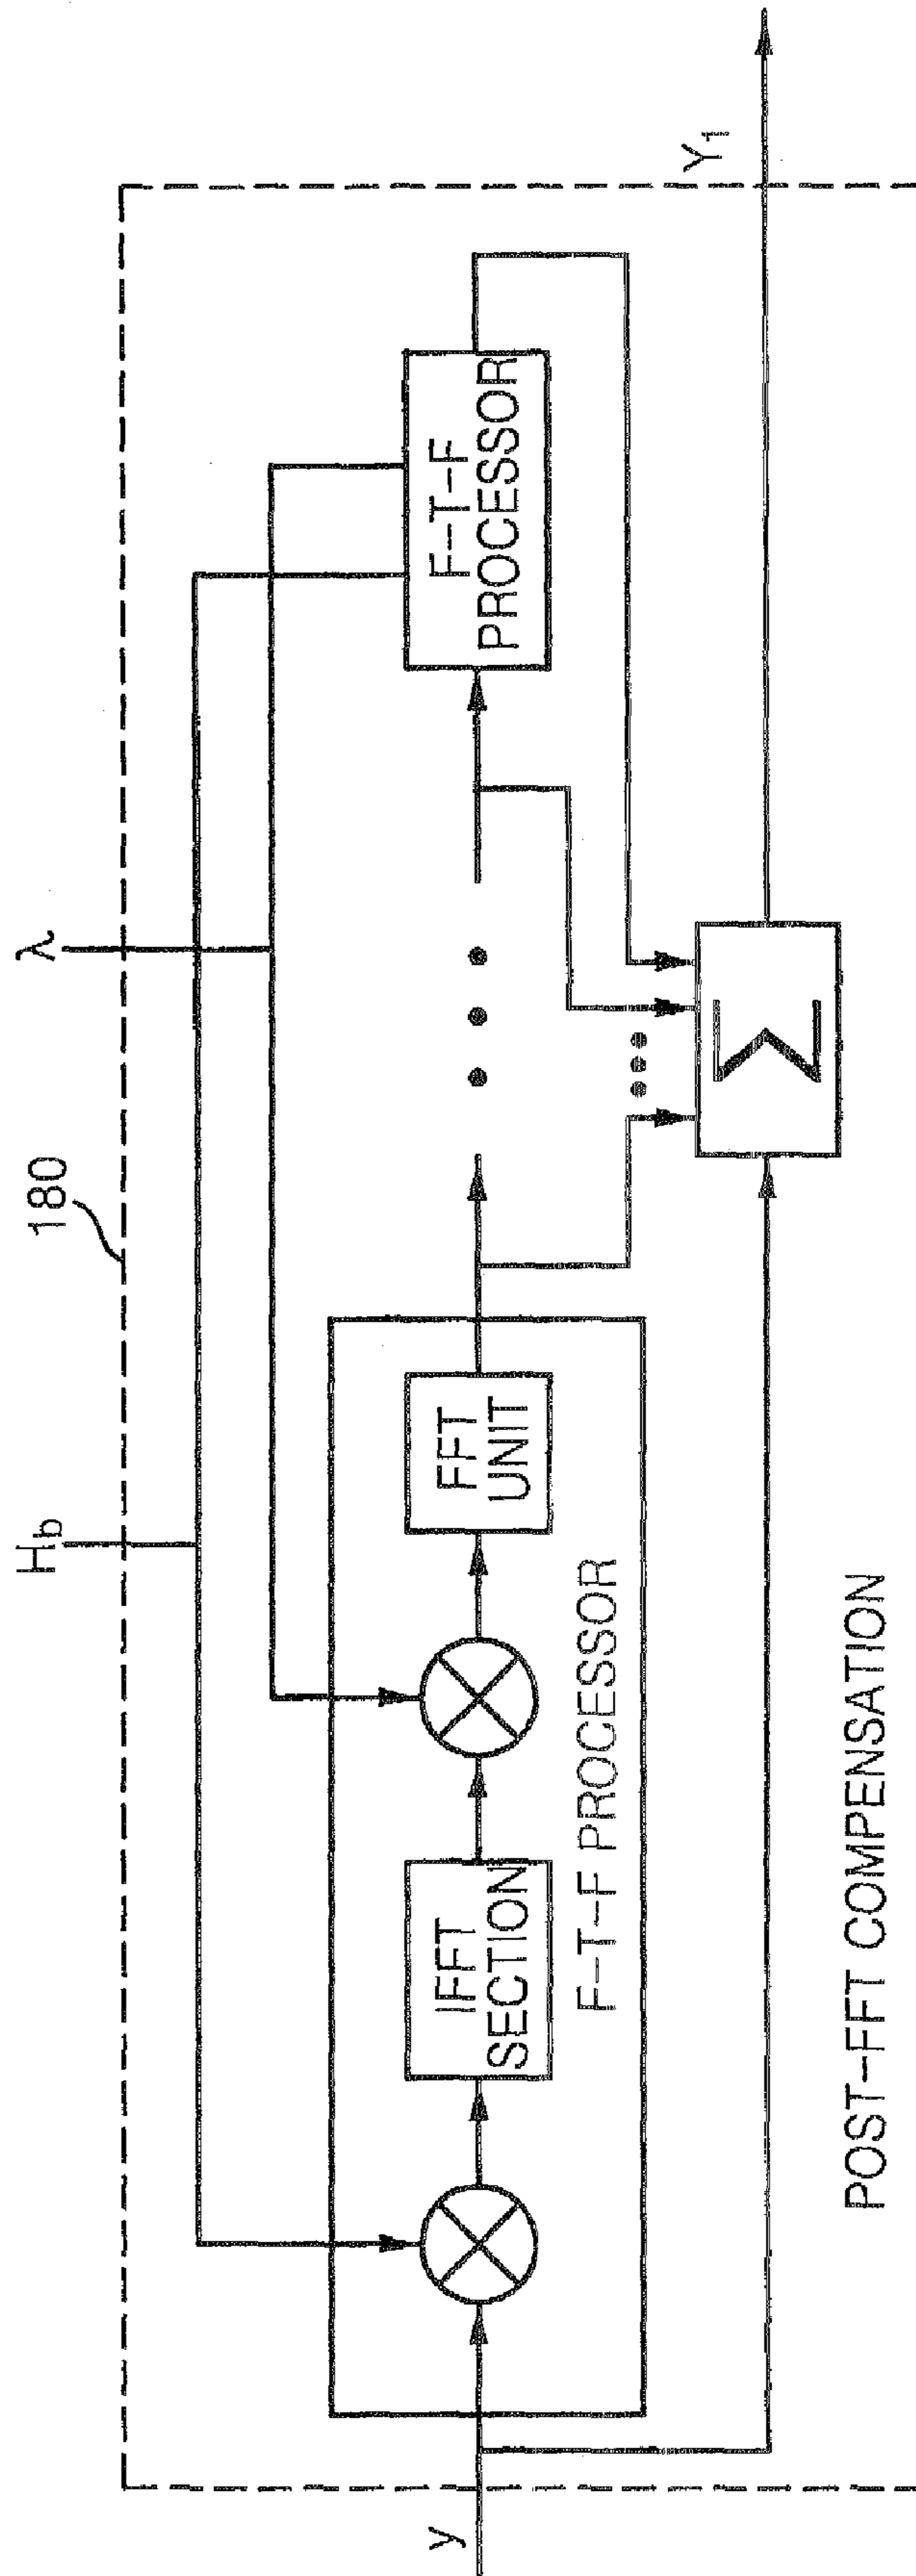 180
H_b
λ
y
IFFT
SECTION
FFT
UNIT
F-T-F PROCESSOR
F-T-F
PROCESSOR
Σ
Y_1
POST-FFT COMPENSATION